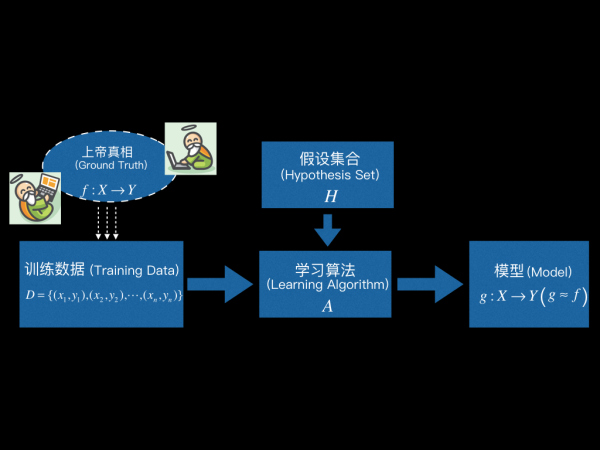 上帝真相
(Ground Truth)
f : X → Y
假设集合
(Hypothesis Set)
H
训练数据 (Training Data)
D = {(x₁, y₁), (x₂, y₂), ⋯, (xₙ, yₙ)}
学习算法
(Learning Algorithm)
A
模型 (Model)
g : X → Y (g ≈ f)